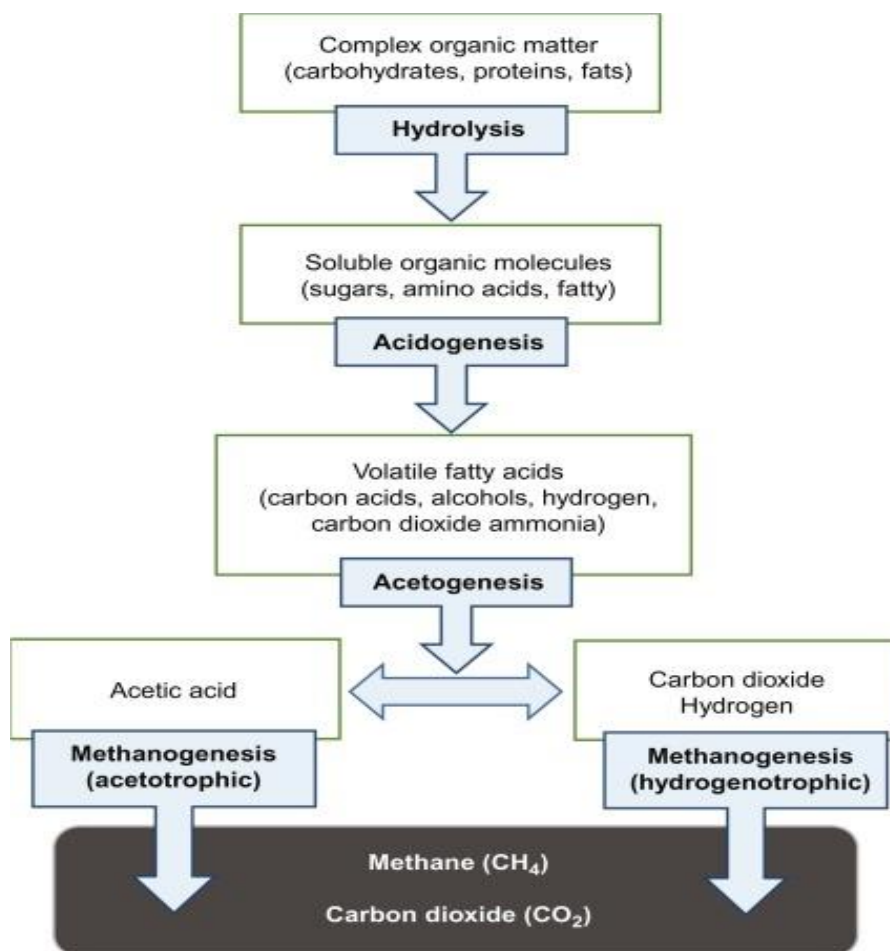 Complex organic matter
(carbohydrates, proteins, fats)
Hydrolysis
Soluble organic molecules
(sugars, amino acids, fatty)
Acidogenesis
Volatile fatty acids
(carbon acids, alcohols, hydrogen,
carbon dioxide ammonia)
Acetogenesis
Acetic acid
Carbon dioxide
Hydrogen
Methanogenesis
(acetotrophic)
Methanogenesis
(hydrogenotrophic)
Methane (CH₄)
Carbon dioxide (CO₂)